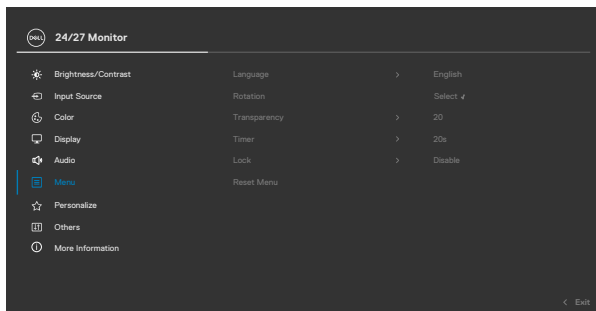 DELL 24/27 Monitor
Brightness/Contrast Language > English
Input Source Rotation Select
Color Transparency > 20
Display Timer > 20s
Audio Lock > Disable
Menu Reset Menu
Personalize
Others
More Information
< Exit